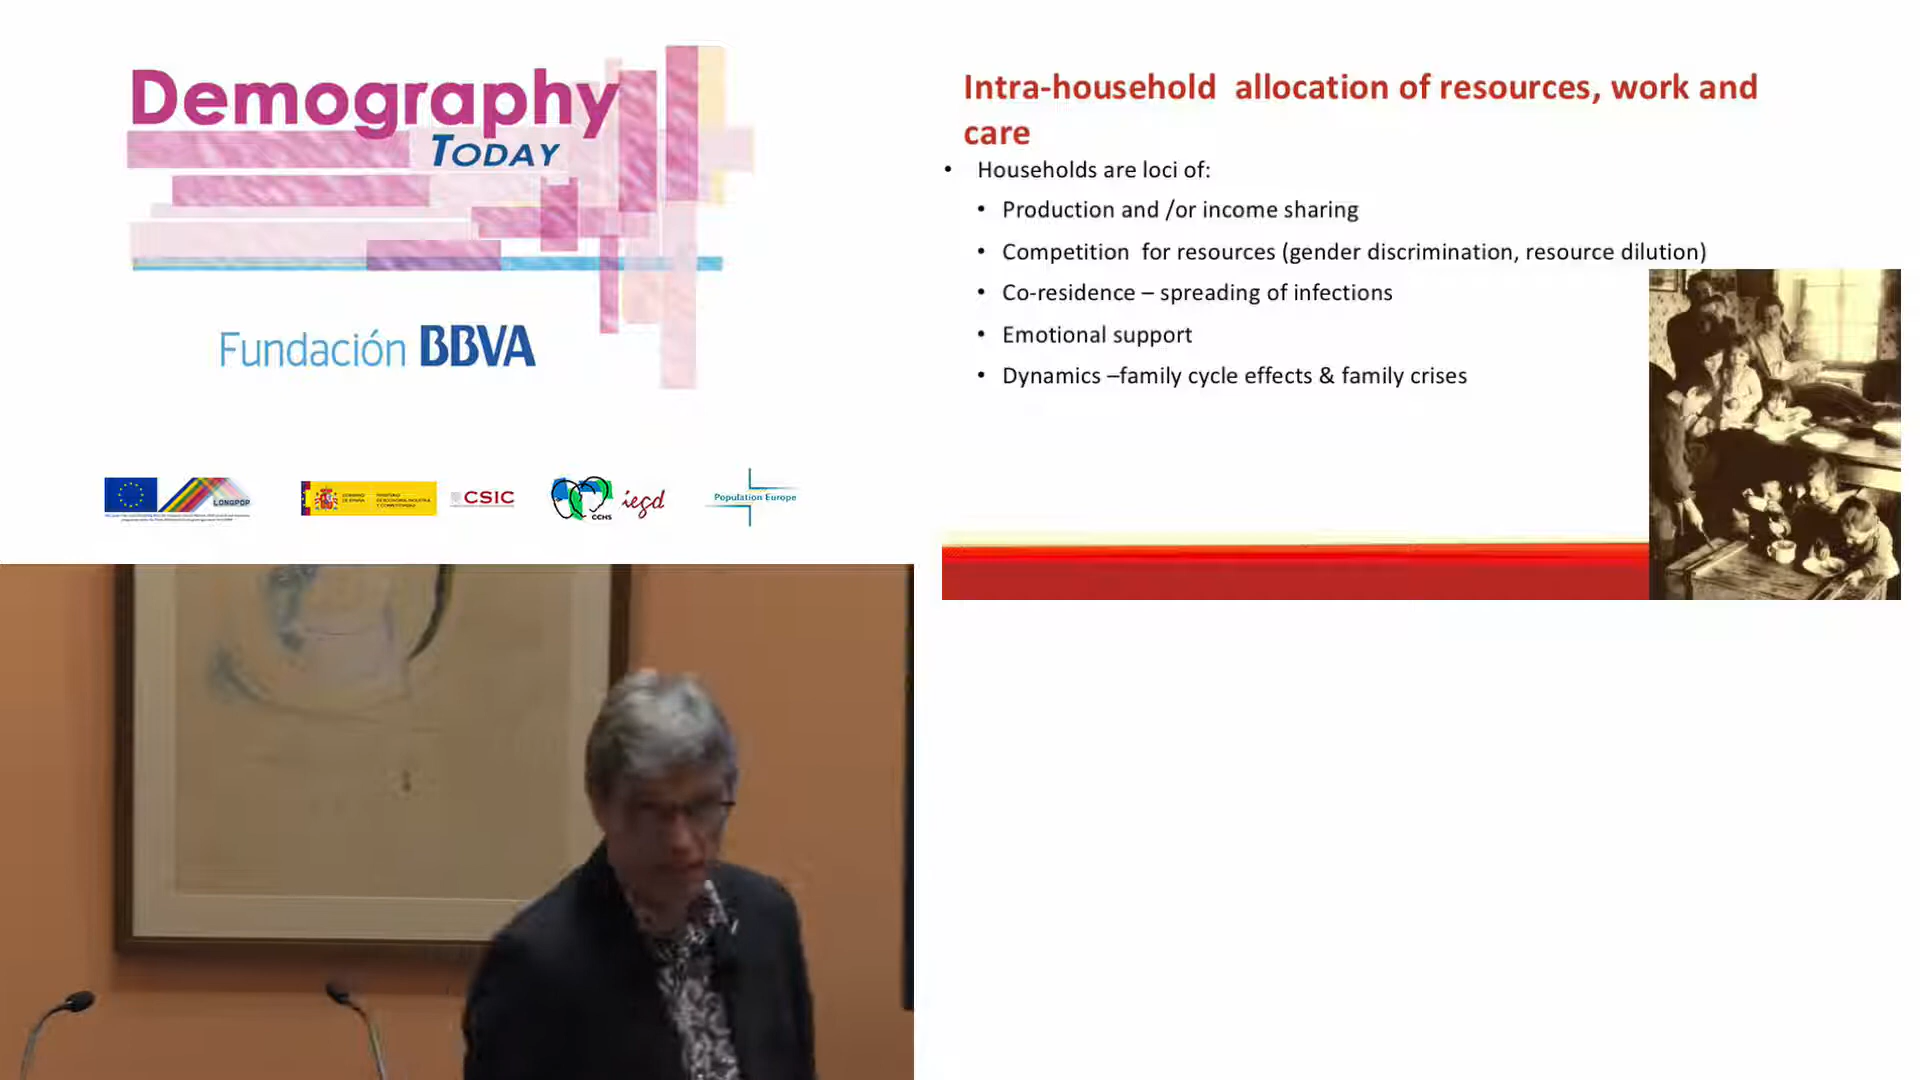 Demography
TODAY
Fundación BBVA
LONGPOP
CSIC
CCHS
iegd
Population Europe
Intra-household  allocation of resources, work and
care
• Households are loci of:
• Production and /or income sharing
• Competition  for resources (gender discrimination, resource dilution)
• Co-residence – spreading of infections
• Emotional support
• Dynamics –family cycle effects & family crises